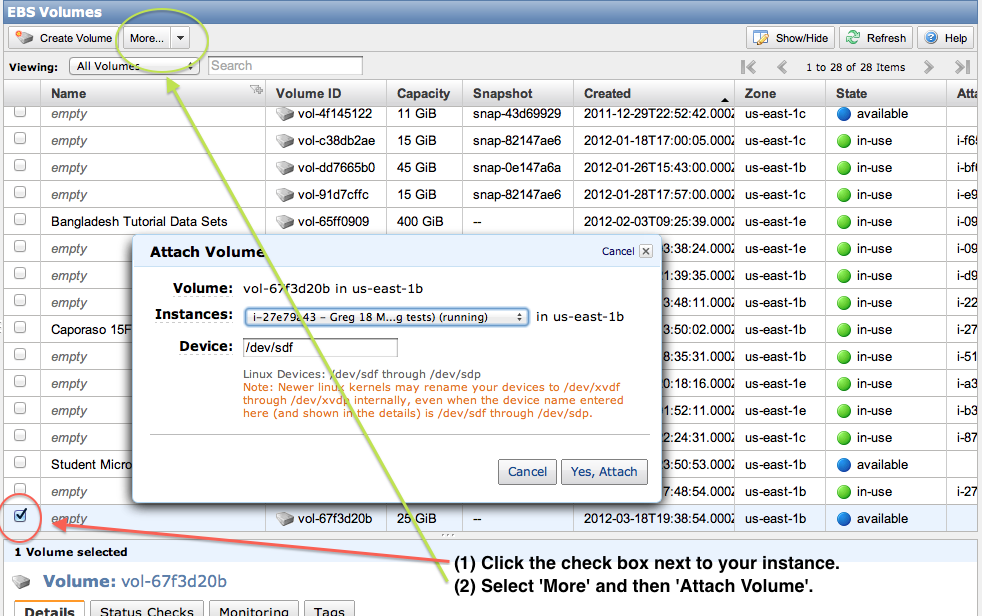 EBS Volumes
Create Volume More... Show/Hide Refresh Help
Viewing: All Volumes Search 1 to 28 of 28 Items
Name Volume ID Capacity Snapshot Created Zone State Atta
empty vol-4f145122 11 GiB snap-43d69929 2011-12-29T22:52:42.000Z us-east-1c available
empty vol-c38db2ae 15 GiB snap-82147ae6 2012-01-18T17:00:05.000Z us-east-1c in-use i-f65
empty vol-dd7665b0 45 GiB snap-0e147a6a 2012-01-26T15:43:00.000Z us-east-1b in-use i-bf6
empty vol-91d7cffc 15 GiB snap-82147ae6 2012-01-28T17:57:00.000Z us-east-1c in-use i-e9
Bangladesh Tutorial Data Sets vol-65ff0909 400 GiB -- 2012-02-03T09:25:39.000Z us-east-1e in-use i-09
empty 3:38:24.000Z us-east-1e in-use i-09
empty 1:39:35.000Z us-east-1b in-use i-d9
empty 3:48:11.000Z us-east-1b in-use i-22
Caporaso 15F 3:50:02.000Z us-east-1b in-use i-27
empty 8:35:31.000Z us-east-1b in-use i-51
empty 0:18:16.000Z us-east-1e in-use i-a3
empty 1:52:11.000Z us-east-1e in-use i-b3
empty 2:24:31.000Z us-east-1c in-use i-87
Student Micro 3:50:53.000Z us-east-1b available
empty 7:48:54.000Z us-east-1b in-use i-27
empty vol-67f3d20b 25 GiB -- 2012-03-18T19:38:54.000Z us-east-1b available
Attach Volume Cancel
Volume: vol-67f3d20b in us-east-1b
Instances: i-27e79a43 – Greg 18 M...g tests) (running) in us-east-1b
Device: /dev/sdf
Linux Devices: /dev/sdf through /dev/sdp
Note: Newer linux kernels may rename your devices to /dev/xvdf
through /dev/xvdp internally, even when the device name entered
here (and shown in the details) is /dev/sdf through /dev/sdp.
Cancel Yes, Attach
1 Volume selected
(1) Click the check box next to your instance.
(2) Select 'More' and then 'Attach Volume'.
Volume: vol-67f3d20b
Details Status Checks Monitoring Tags